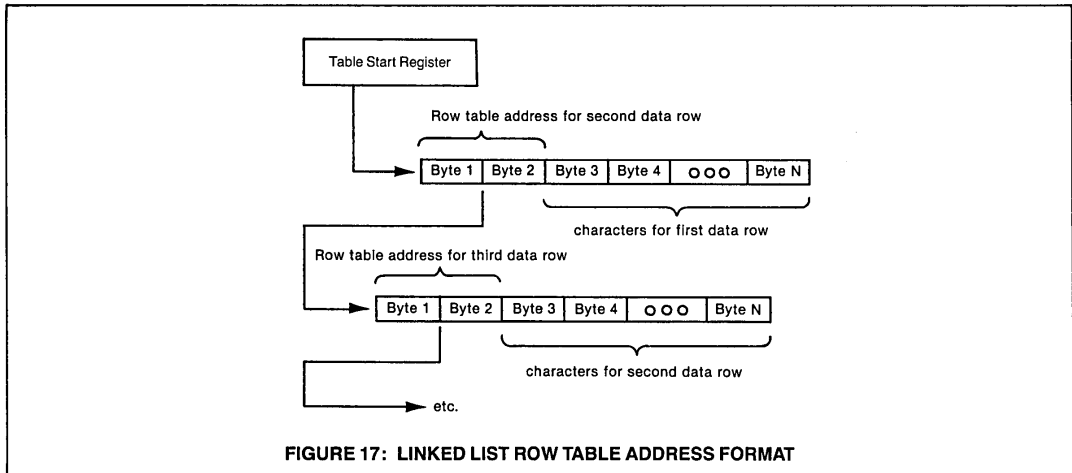 Table Start Register
Row table address for second data row
Byte 1 Byte 2 Byte 3 Byte 4 ooo Byte N
characters for first data row
Row table address for third data row
Byte 1 Byte 2 Byte 3 Byte 4 ooo Byte N
characters for second data row
etc.
FIGURE 17: LINKED LIST ROW TABLE ADDRESS FORMAT